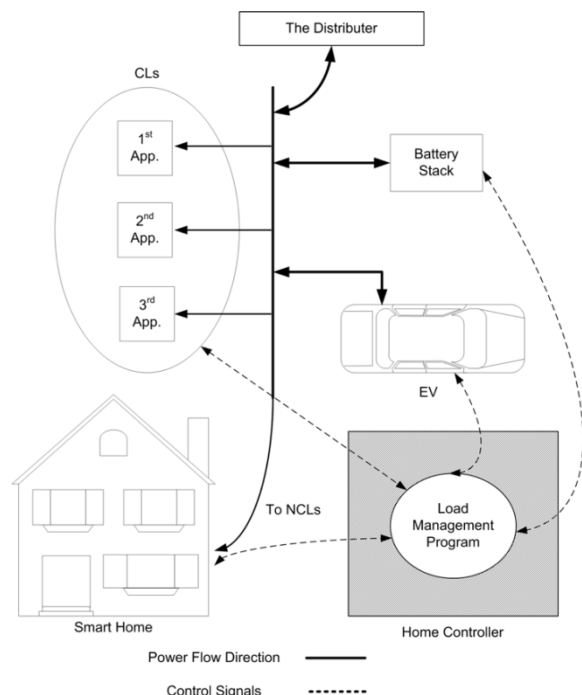 The Distributer
CLs
1st
App.
Battery
Stack
2nd
App.
3rd
App.
EV
To NCLs
Load
Management
Program
Smart Home
Home Controller
Power Flow Direction
Control Signals